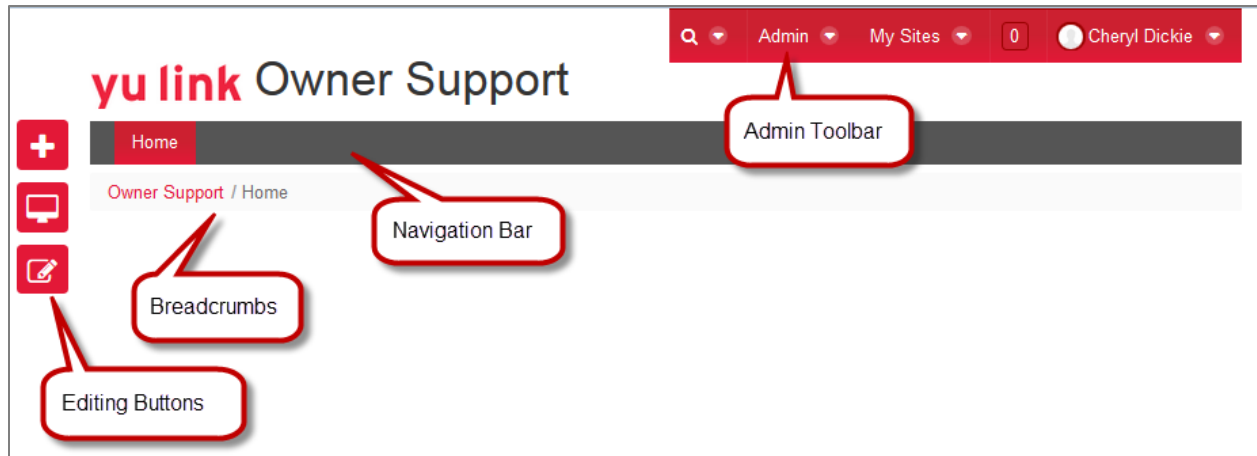 Admin My Sites 0 Cheryl Dickie
yu link Owner Support
Admin Toolbar
Home
Owner Support / Home
Navigation Bar
Breadcrumbs
Editing Buttons